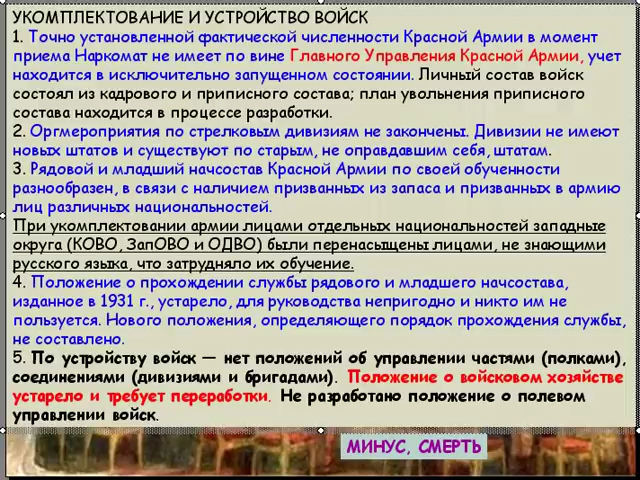 УКОМПЛЕКТОВАНИЕ И УСТРОЙСТВО ВОЙСК
1. Точно установленной фактической численности Красной Армии в момент
приема Наркомат не имеет по вине Главного Управления Красной Армии, учет
находится в исключительно запущенном состоянии. Личный состав войск
состоял из кадрового и приписного состава; план увольнения приписного
состава находится в процессе разработки.
2. Оргмероприятия по стрелковым дивизиям не закончены. Дивизии не имеют
новых штатов и существуют по старым, не оправдавшим себя, штатам.
3. Рядовой и младший начсостав Красной Армии по своей обученности
разнообразен, в связи с наличием призванных из запаса и призванных в армию
лиц различных национальностей.
При укомплектовании армии лицами отдельных национальностей западные
округа (КОВО, ЗапОВО и ОДВО) были перенасыщены лицами, не знающими
русского языка, что затрудняло их обучение.
4. Положение о прохождении службы рядового и младшего начсостава,
изданное в 1931 г., устарело, для руководства непригодно и никто им не
пользуется. Нового положения, определяющего порядок прохождения службы,
не составлено.
5. По устройству войск — нет положений об управлении частями (полками),
соединениями (дивизиями и бригадами). Положение о войсковом хозяйстве
устарело и требует переработки. Не разработано положение о полевом
управлении войск.
МИНУС, СМЕРТЬ